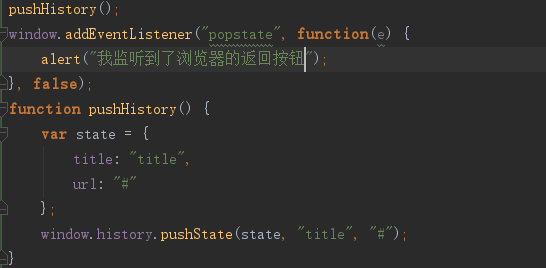 pushHistory();
window.addEventListener("popstate", function(e) {
    alert("我监听到了浏览器的返回按钮");
}, false);
function pushHistory() {
    var state = {
        title: "title",
        url: "#"
    };
    window.history.pushState(state, "title", "#");
}